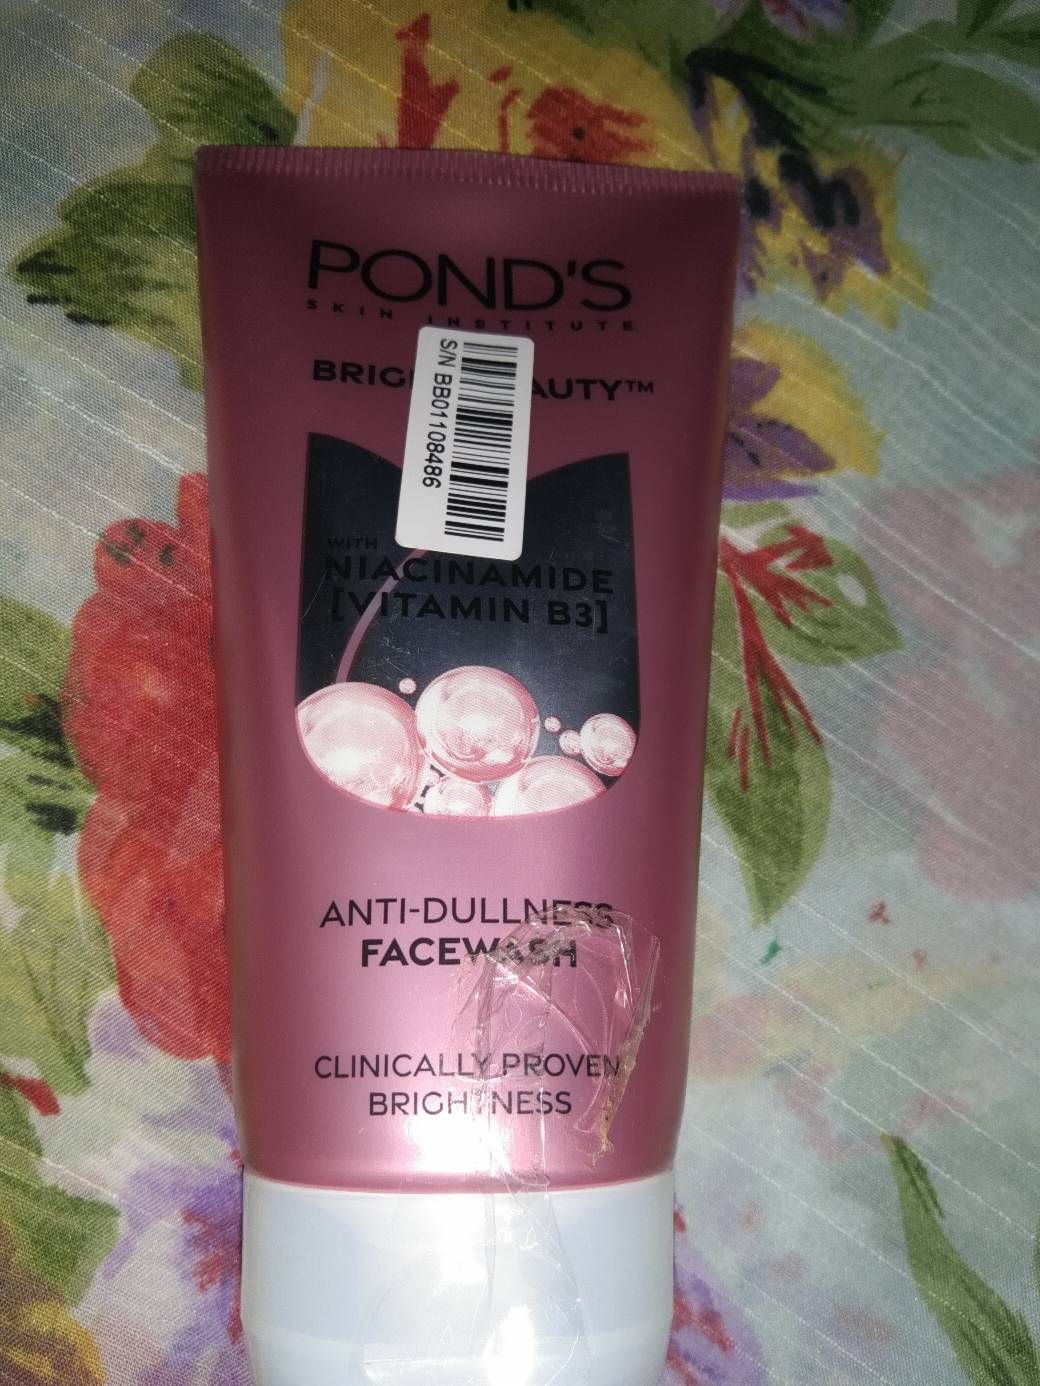 POND'S
SKIN INSTITUTE
S/N BB01108486
WITH
NIACINAMIDE
[VITAMIN B3]
ANTI-DULLNESS
FACEWASH
CLINICALLY PROVEN
BRIGHTNESS